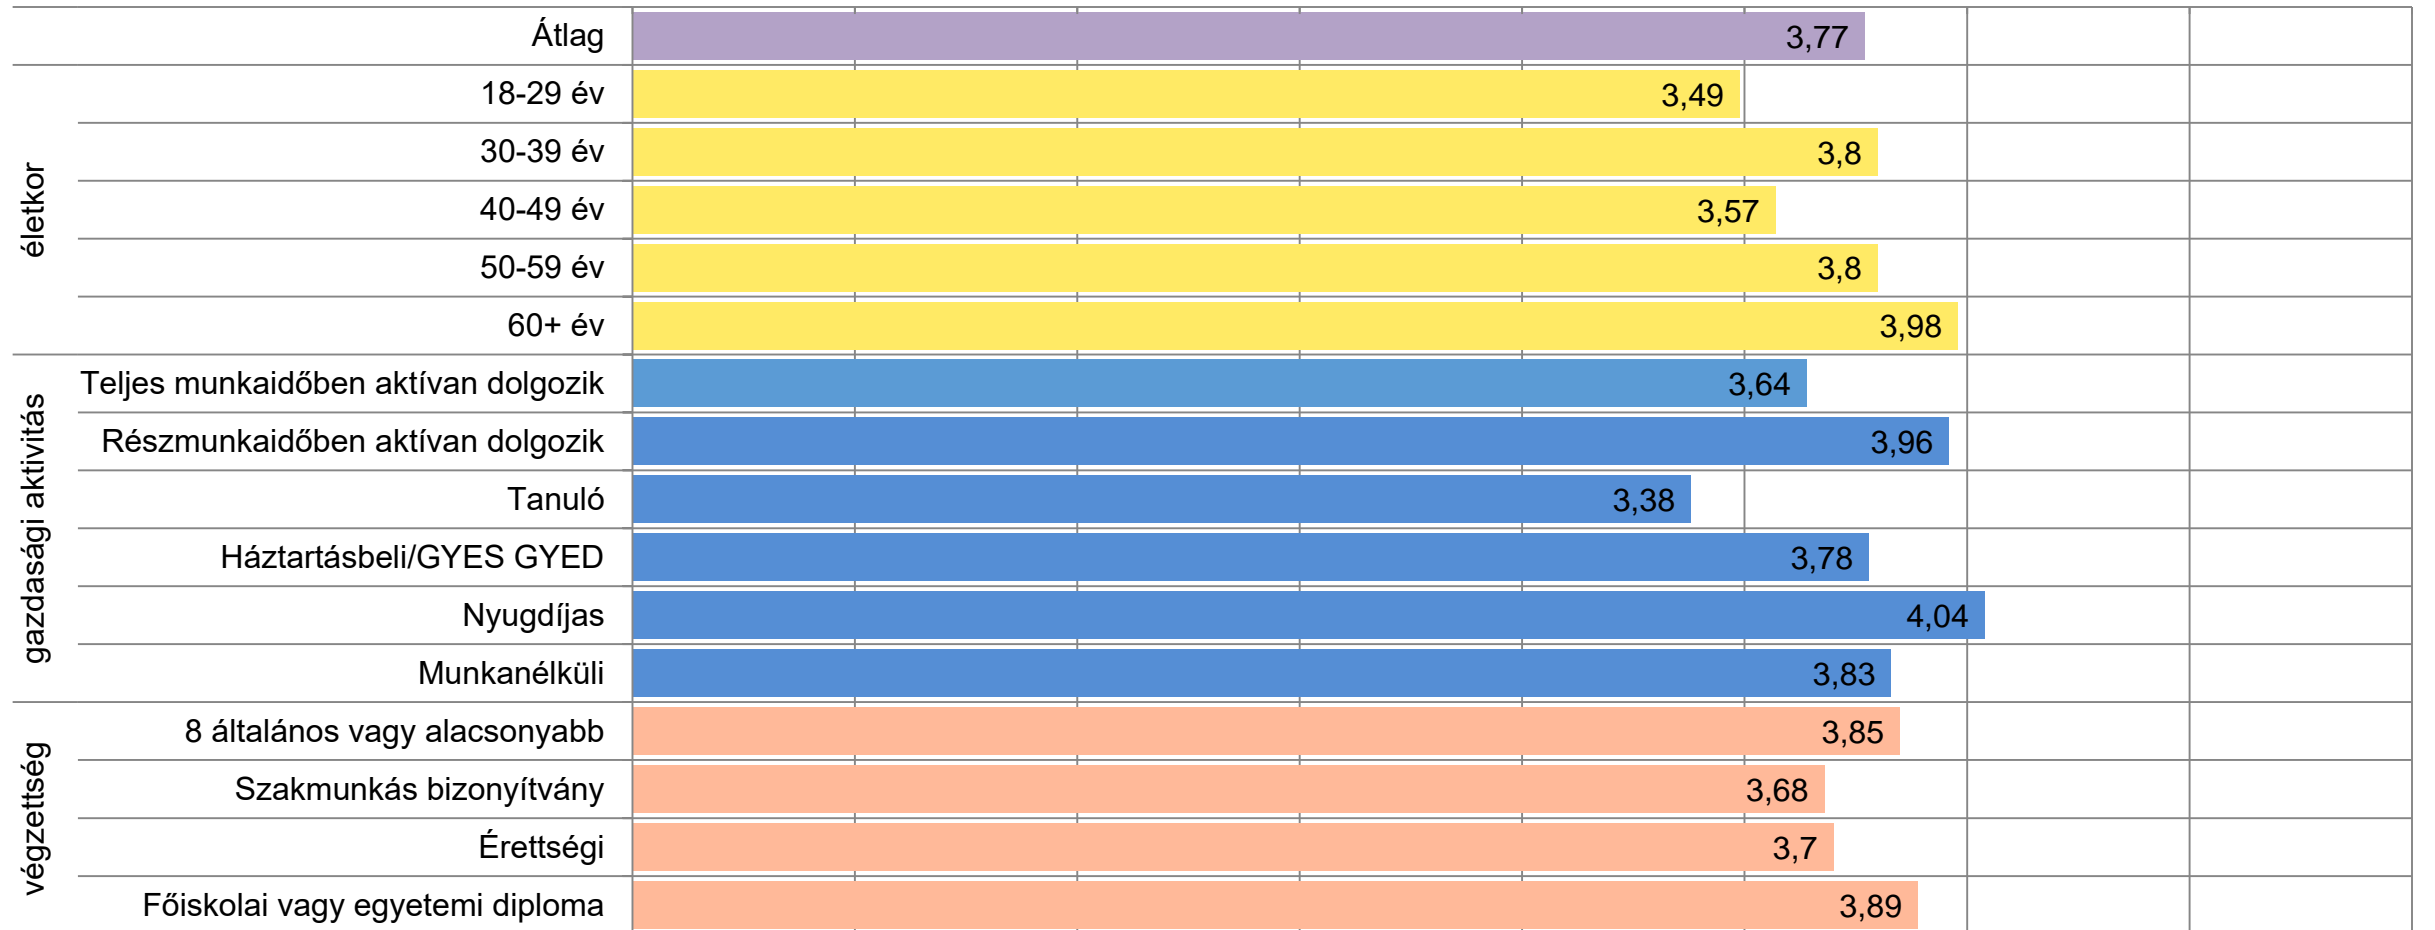 Átlag 3,77
életkor
18-29 év 3,49
30-39 év 3,8
40-49 év 3,57
50-59 év 3,8
60+ év 3,98
gazdasági aktivitás
Teljes munkaidőben aktívan dolgozik 3,64
Részmunkaidőben aktívan dolgozik 3,96
Tanuló 3,38
Háztartásbeli/GYES GYED 3,78
Nyugdíjas 4,04
Munkanélküli 3,83
végzettség
8 általános vagy alacsonyabb 3,85
Szakmunkás bizonyítvány 3,68
Érettségi 3,7
Főiskolai vagy egyetemi diploma 3,89